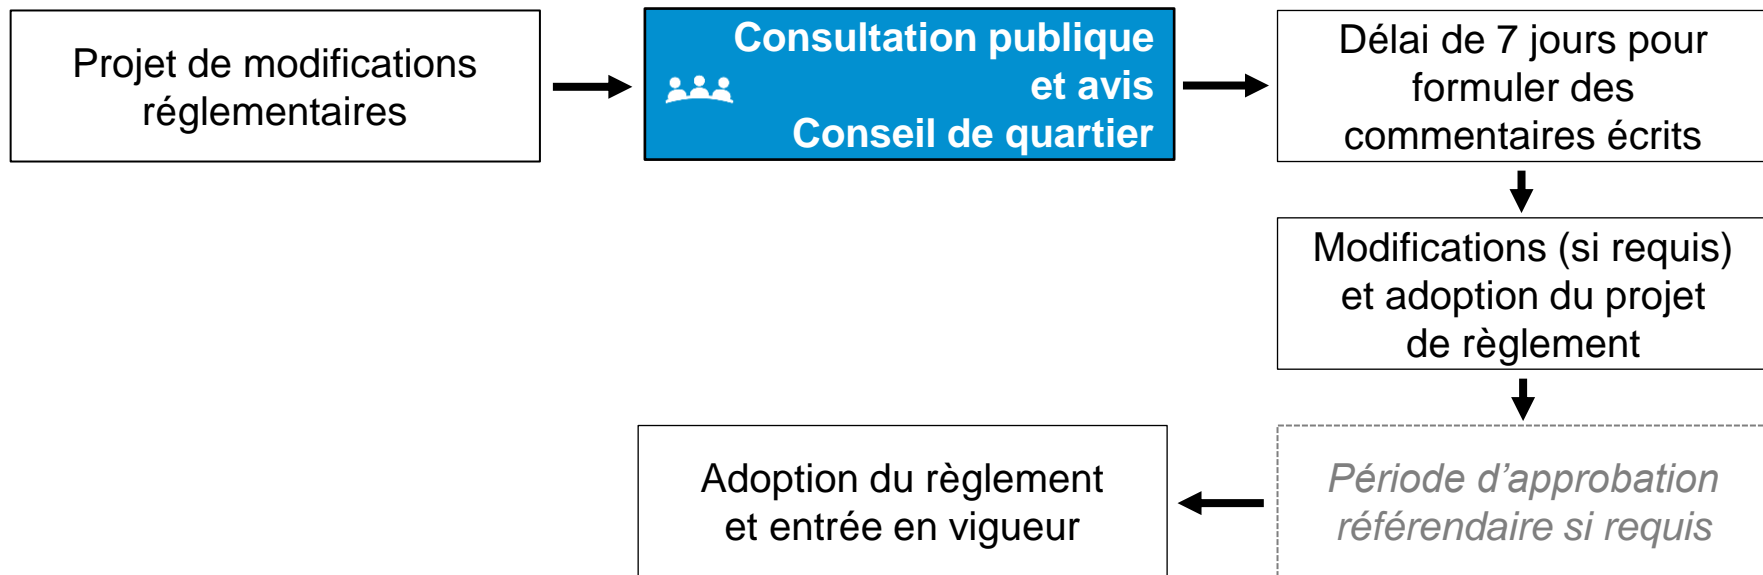 Projet de modifications
réglementaires
Consultation publique
et avis
Conseil de quartier
Délai de 7 jours pour
formuler des
commentaires écrits
Modifications (si requis)
et adoption du projet
de règlement
Période d’approbation
référendaire si requis
Adoption du règlement
et entrée en vigueur